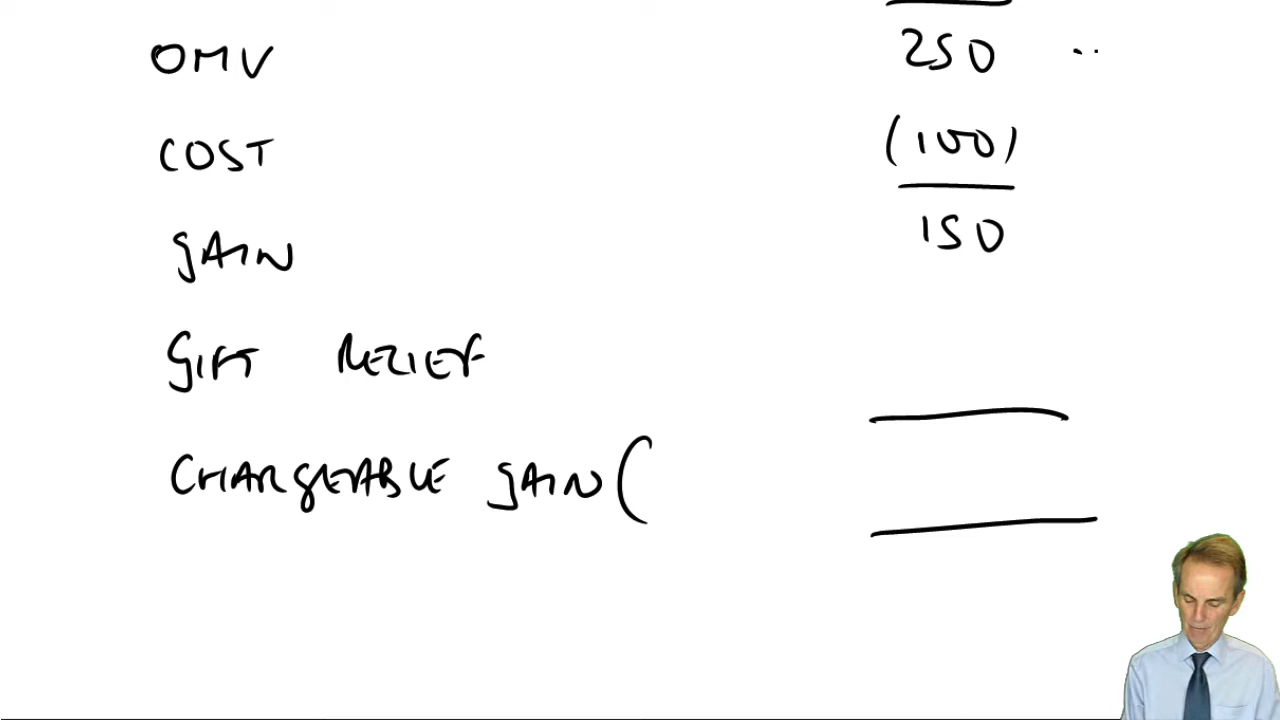 OMV 250 ..
COST (100)
GAIN 150
GIFT RELIEF
CHARGEABLE GAIN (